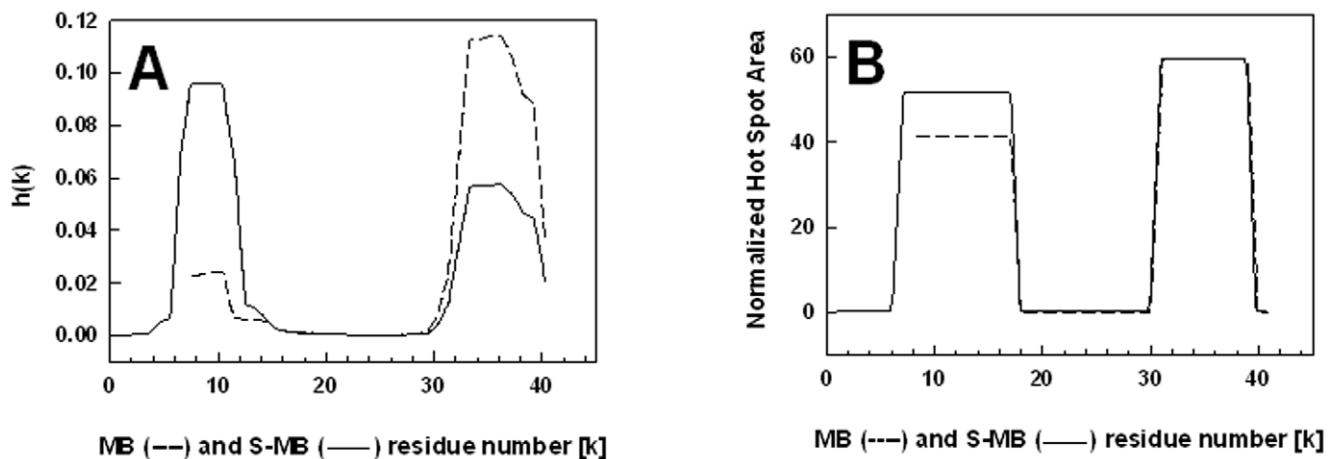 A
h(k)
0.12
0.10
0.08
0.06
0.04
0.02
0.00
0 10 20 30 40
MB (---) and S-MB (——) residue number [k]
B
Normalized Hot Spot Area
60
40
20
0
0 10 20 30 40
MB (---) and S-MB (——) residue number [k]